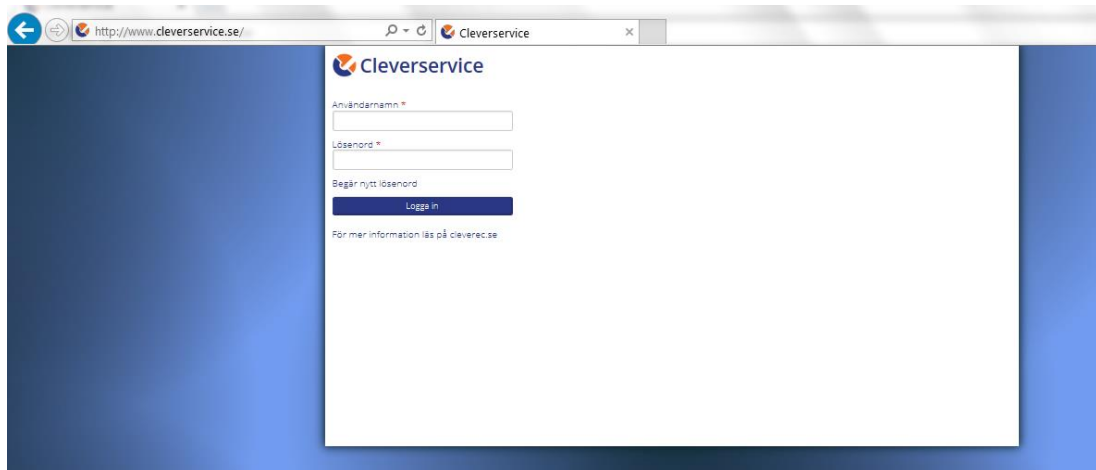 http://www.cleverservice.se/
Cleverservice
Cleverservice
Användarnamn *
Lösenord *
Begär nytt lösenord
Logga in
För mer information läs på cleverec.se